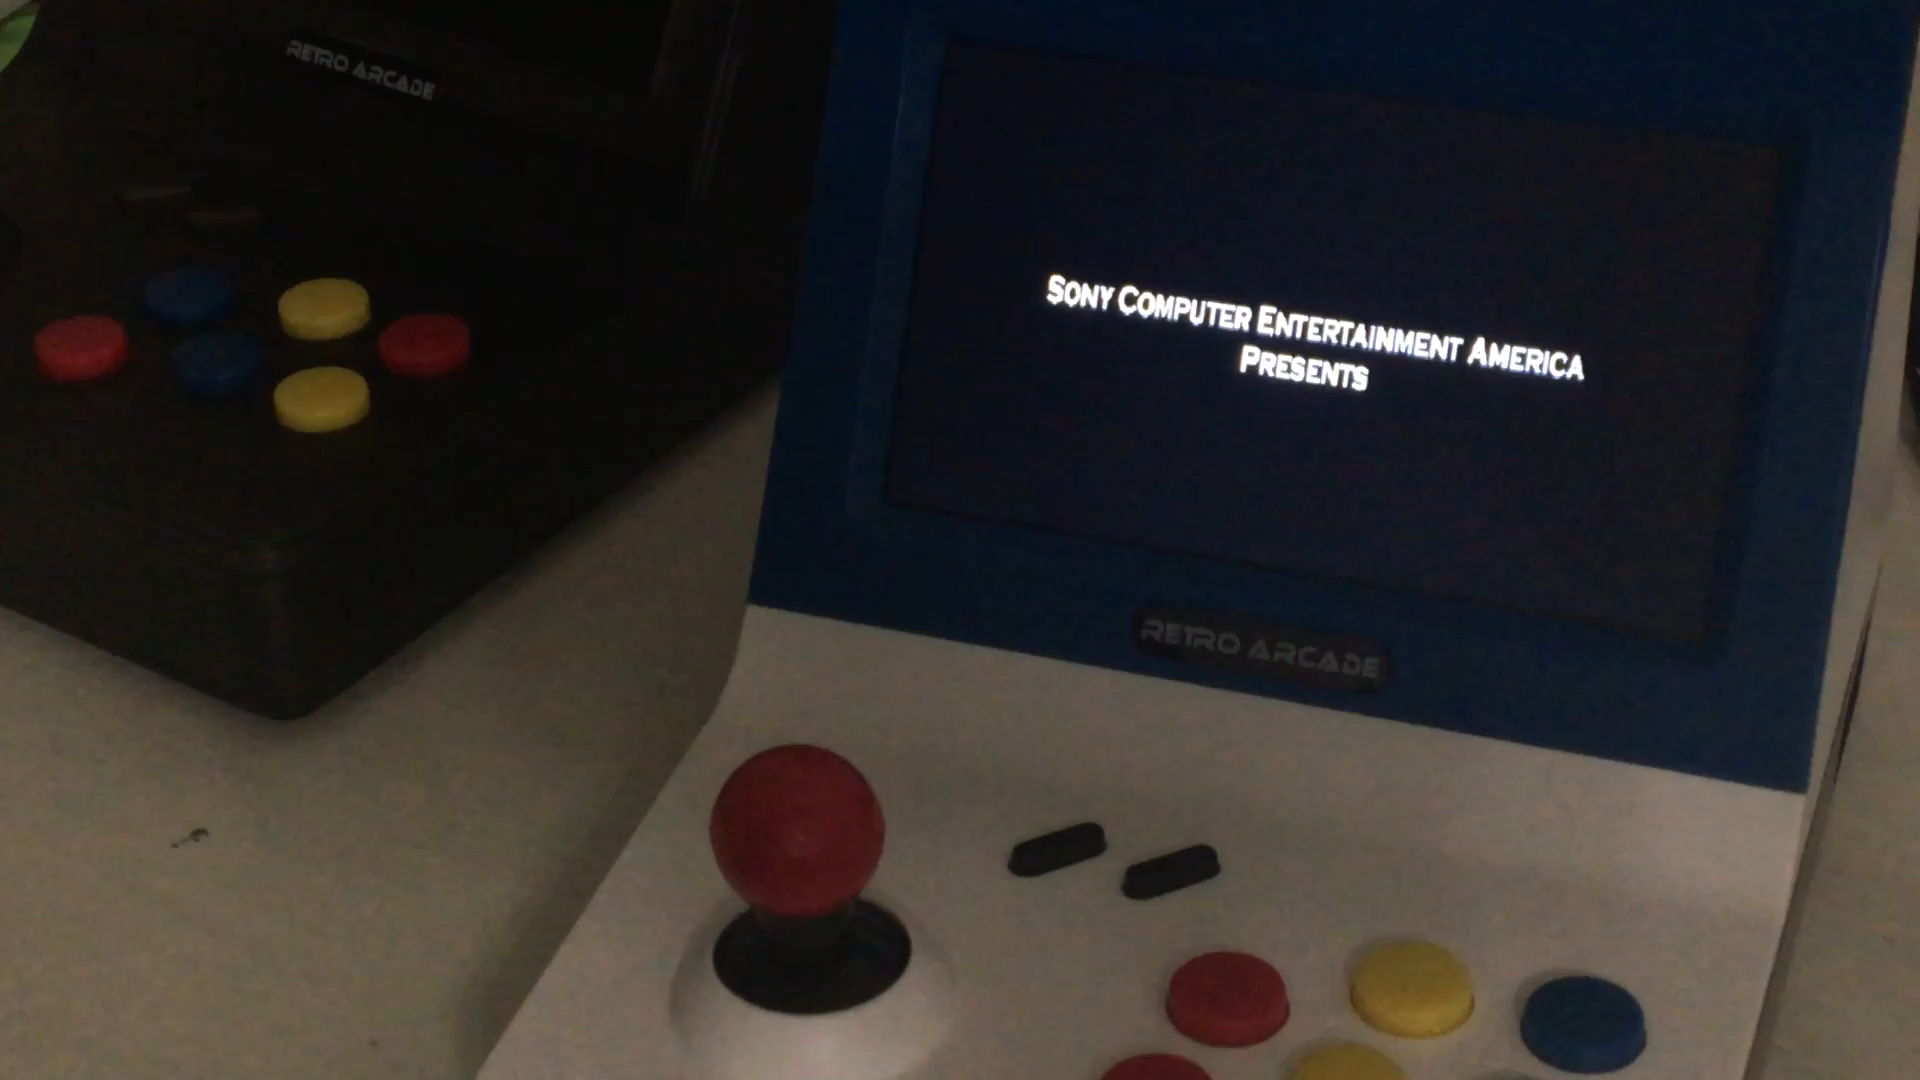 RETRO ARCADE
SONY COMPUTER ENTERTAINMENT AMERICA
PRESENTS
RETRO ARCADE